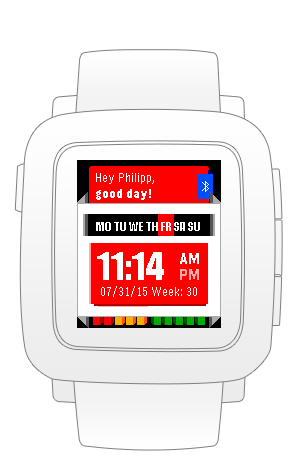 Hey Philipp,
good day!
MO TU WE TH FR SA SU
11:14 AM
PM
07/31/15 Week: 30